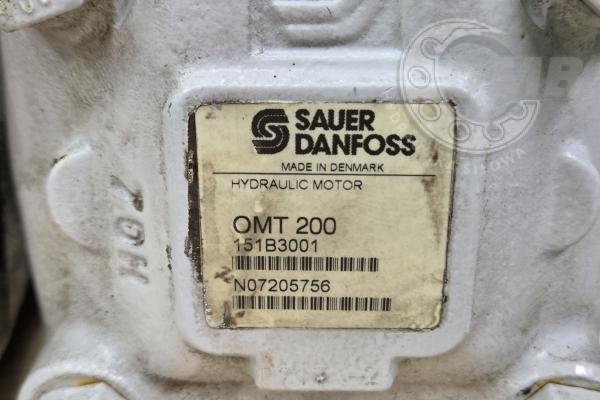 SAUER
DANFOSS
MADE IN DENMARK
HYDRAULIC MOTOR
OMT 200
151B3001
N07205756